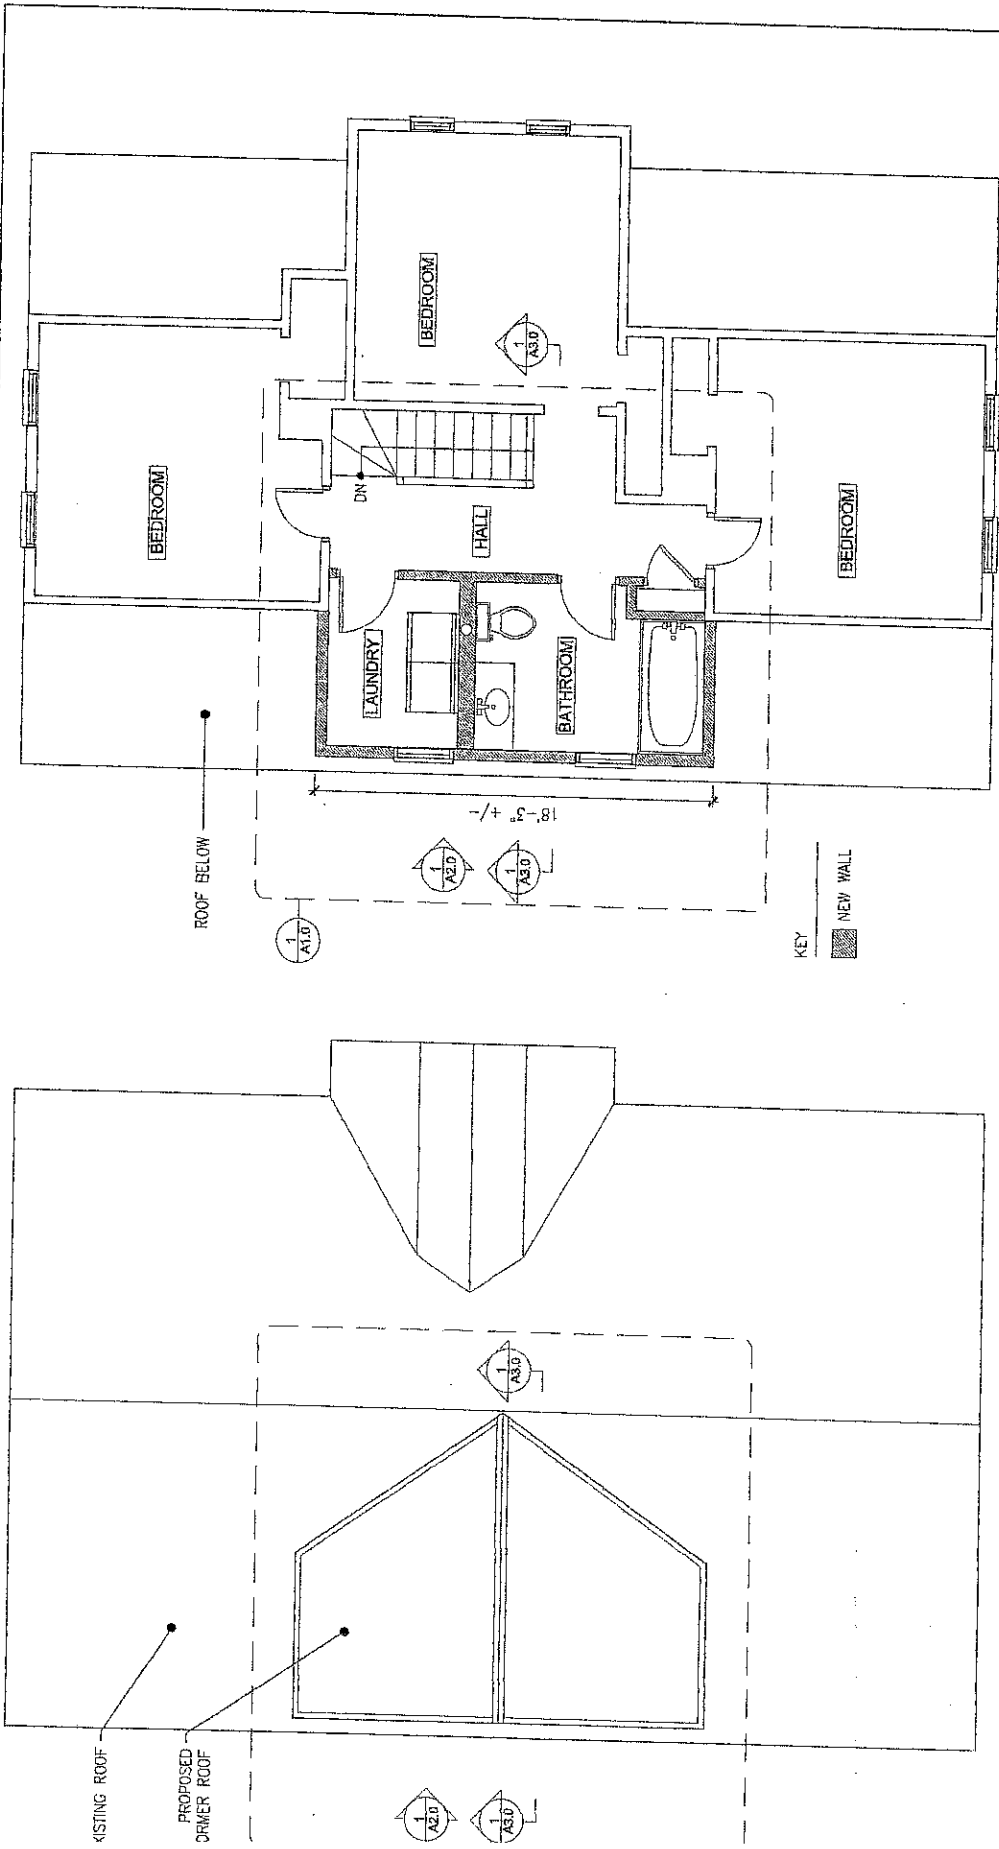 BEDROOM
BEDROOM
1
A3.0
DN
HALL
BEDROOM
LAUNDRY
BATHROOM
18'-3" +/-
ROOF BELOW
1
A2.0
1
A3.0
1
A1.0
KEY
NEW WALL
1
A3.0
XISTING ROOF
PROPOSED
ORMER ROOF
1
A2.0
1
A3.0